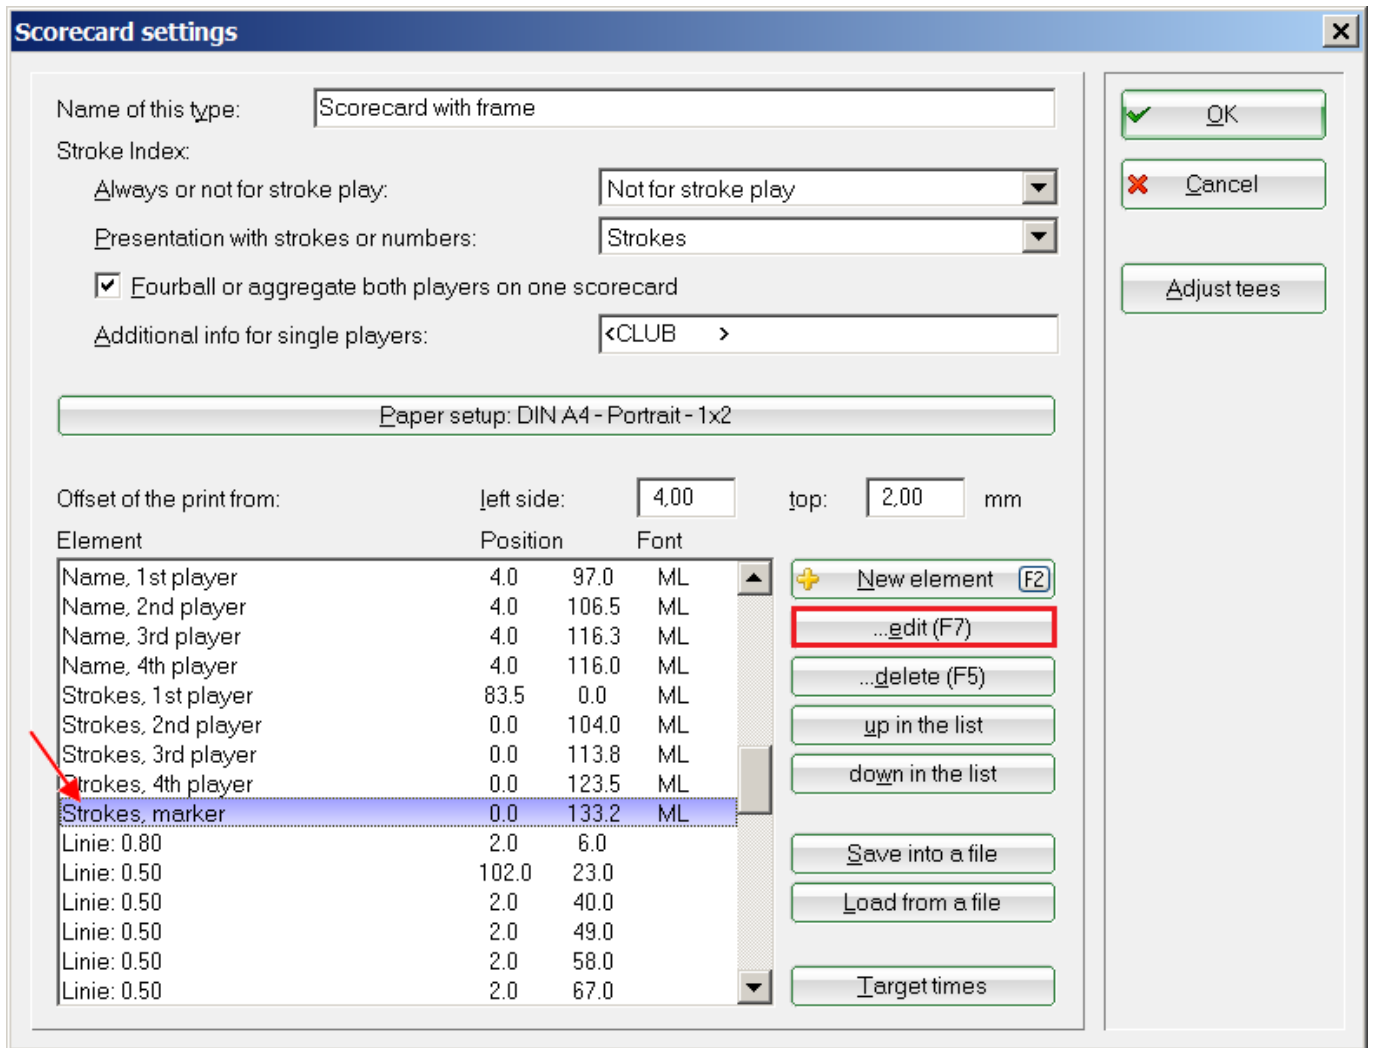 Scorecard settings
Name of this type: Scorecard with frame
OK
Stroke Index:
Always or not for stroke play: Not for stroke play
Cancel
Presentation with strokes or numbers: Strokes
Fourball or aggregate both players on one scorecard
Adjust tees
Additional info for single players: <CLUB >
Paper setup: DIN A4 - Portrait - 1x2
Offset of the print from: left side: 4,00 top: 2,00 mm
Element Position Font
Name, 1st player 4.0 97.0 ML
New element F2
Name, 2nd player 4.0 106.5 ML
Name, 3rd player 4.0 116.3 ML
...edit (F7)
Name, 4th player 4.0 116.0 ML
...delete (F5)
Strokes, 1st player 83.5 0.0 ML
Strokes, 2nd player 0.0 104.0 ML
up in the list
Strokes, 3rd player 0.0 113.8 ML
down in the list
Strokes, 4th player 0.0 123.5 ML
Strokes, marker 0.0 133.2 ML
Linie: 0.80 2.0 6.0
Save into a file
Linie: 0.50 102.0 23.0
Linie: 0.50 2.0 40.0
Load from a file
Linie: 0.50 2.0 49.0
Linie: 0.50 2.0 58.0
Linie: 0.50 2.0 67.0
Target times